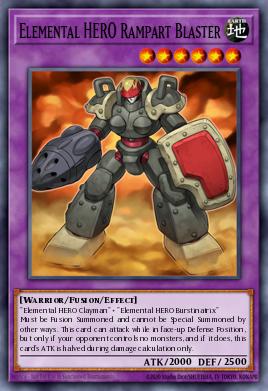 ELEMENTAL HERO RAMPART BLASTER
EARTH
地
[WARRIOR/FUSION/EFFECT]
"Elemental HERO Clayman" + "Elemental HERO Burstinatrix"
Must be Fusion Summoned and cannot be Special Summoned by
other ways. This card can attack while in face-up Defense Position,
but only if your opponent controls no monsters, and if it does, this
card's ATK is halved during damage calculation only.
ATK/2000 DEF/2500